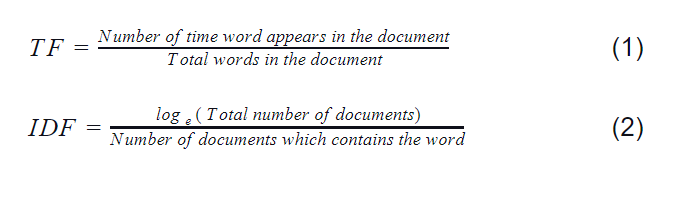 TF = Number of time word appears in the document / Total words in the document (1)
IDF = log e ( Total number of documents) / Number of documents which contains the word (2)